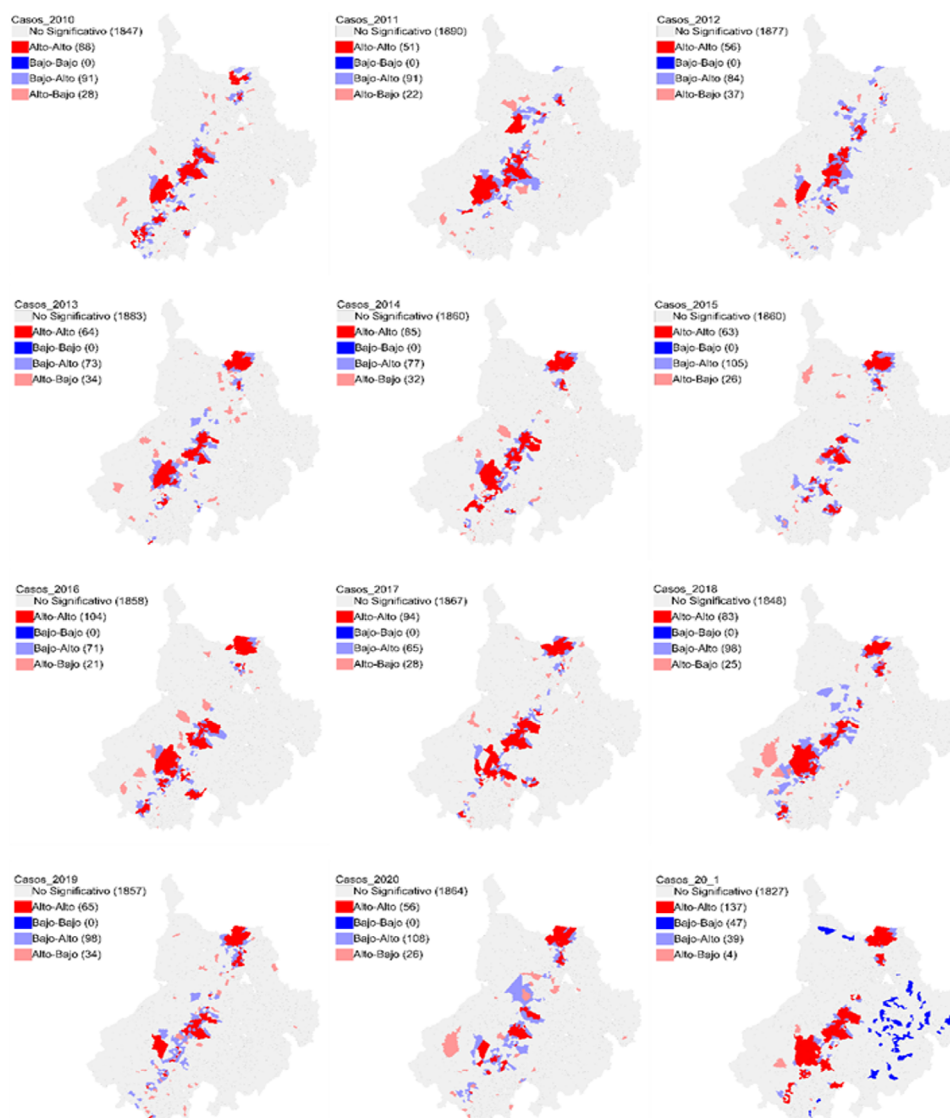 Casos_2010
No Significativo (1847)
Alto-Alto (88)
Bajo-Bajo (0)
Bajo-Alto (91)
Alto-Bajo (28)
Casos_2011
No Significativo (1890)
Alto-Alto (51)
Bajo-Bajo (0)
Bajo-Alto (91)
Alto-Bajo (22)
Casos_2012
No Significativo (1877)
Alto-Alto (56)
Bajo-Bajo (0)
Bajo-Alto (84)
Alto-Bajo (37)
Casos_2013
No Significativo (1883)
Alto-Alto (64)
Bajo-Bajo (0)
Bajo-Alto (73)
Alto-Bajo (34)
Casos_2014
No Significativo (1860)
Alto-Alto (85)
Bajo-Bajo (0)
Bajo-Alto (77)
Alto-Bajo (32)
Casos_2015
No Significativo (1860)
Alto-Alto (63)
Bajo-Bajo (0)
Bajo-Alto (105)
Alto-Bajo (26)
Casos_2016
No Significativo (1858)
Alto-Alto (104)
Bajo-Bajo (0)
Bajo-Alto (71)
Alto-Bajo (21)
Casos_2017
No Significativo (1867)
Alto-Alto (94)
Bajo-Bajo (0)
Bajo-Alto (65)
Alto-Bajo (28)
Casos_2018
No Significativo (1848)
Alto-Alto (83)
Bajo-Bajo (0)
Bajo-Alto (98)
Alto-Bajo (25)
Casos_2019
No Significativo (1857)
Alto-Alto (65)
Bajo-Bajo (0)
Bajo-Alto (98)
Alto-Bajo (34)
Casos_2020
No Significativo (1864)
Alto-Alto (56)
Bajo-Bajo (0)
Bajo-Alto (108)
Alto-Bajo (26)
Casos_20_1
No Significativo (1827)
Alto-Alto (137)
Bajo-Bajo (47)
Bajo-Alto (39)
Alto-Bajo (4)